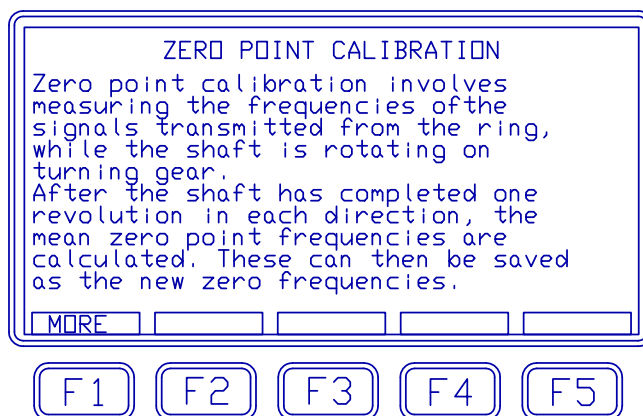 ZERO POINT CALIBRATION
Zero point calibration involves
measuring the frequencies ofthe
signals transmitted from the ring,
while the shaft is rotating on
turning gear.
After the shaft has completed one
revolution in each direction, the
mean zero point frequencies are
calculated. These can then be saved
as the new zero frequencies.
MORE
F1 F2 F3 F4 F5